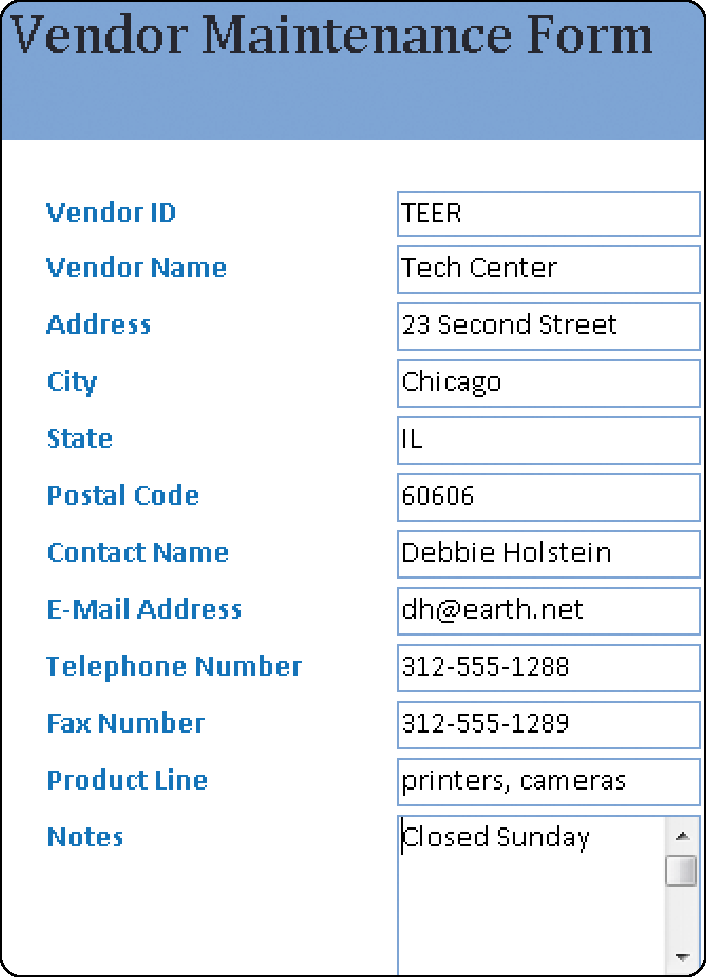 Vendor Maintenance Form
Vendor ID TEER
Vendor Name Tech Center
Address 23 Second Street
City Chicago
State IL
Postal Code 60606
Contact Name Debbie Holstein
E-Mail Address dh@earth.net
Telephone Number 312-555-1288
Fax Number 312-555-1289
Product Line printers, cameras
Notes Closed Sunday